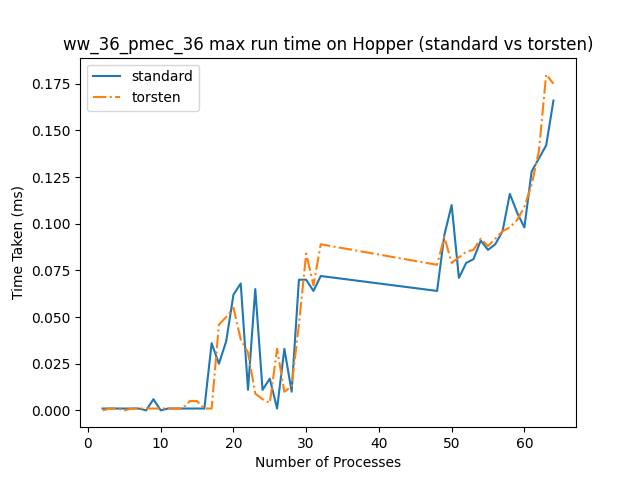 ww_36_pmec_36 max run time on Hopper (standard vs torsten)
standard
torsten
0.175
0.150
0.125
0.100
0.075
0.050
0.025
0.000
Time Taken (ms)
0 10 20 30 40 50 60
Number of Processes